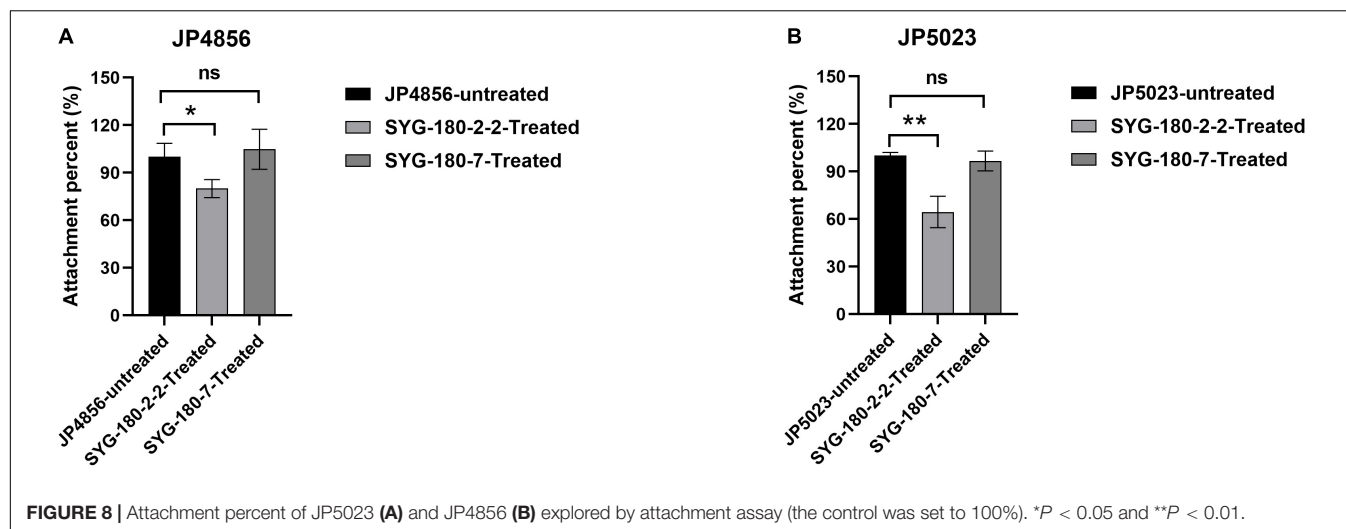 A
JP4856
Attachment percent (%)
150
120
90
60
30
0
ns
*
JP4856-untreated
SYG-180-2-2-Treated
SYG-180-7-Treated
JP4856-untreated
SYG-180-2-2-Treated
SYG-180-7-Treated
B
JP5023
Attachment percent (%)
150
120
90
60
30
0
ns
**
JP5023-untreated
SYG-180-2-2-Treated
SYG-180-7-Treated
JP5023-untreated
SYG-180-2-2-Treated
SYG-180-7-Treated
FIGURE 8 | Attachment percent of JP5023 (A) and JP4856 (B) explored by attachment assay (the control was set to 100%). *P < 0.05 and **P < 0.01.